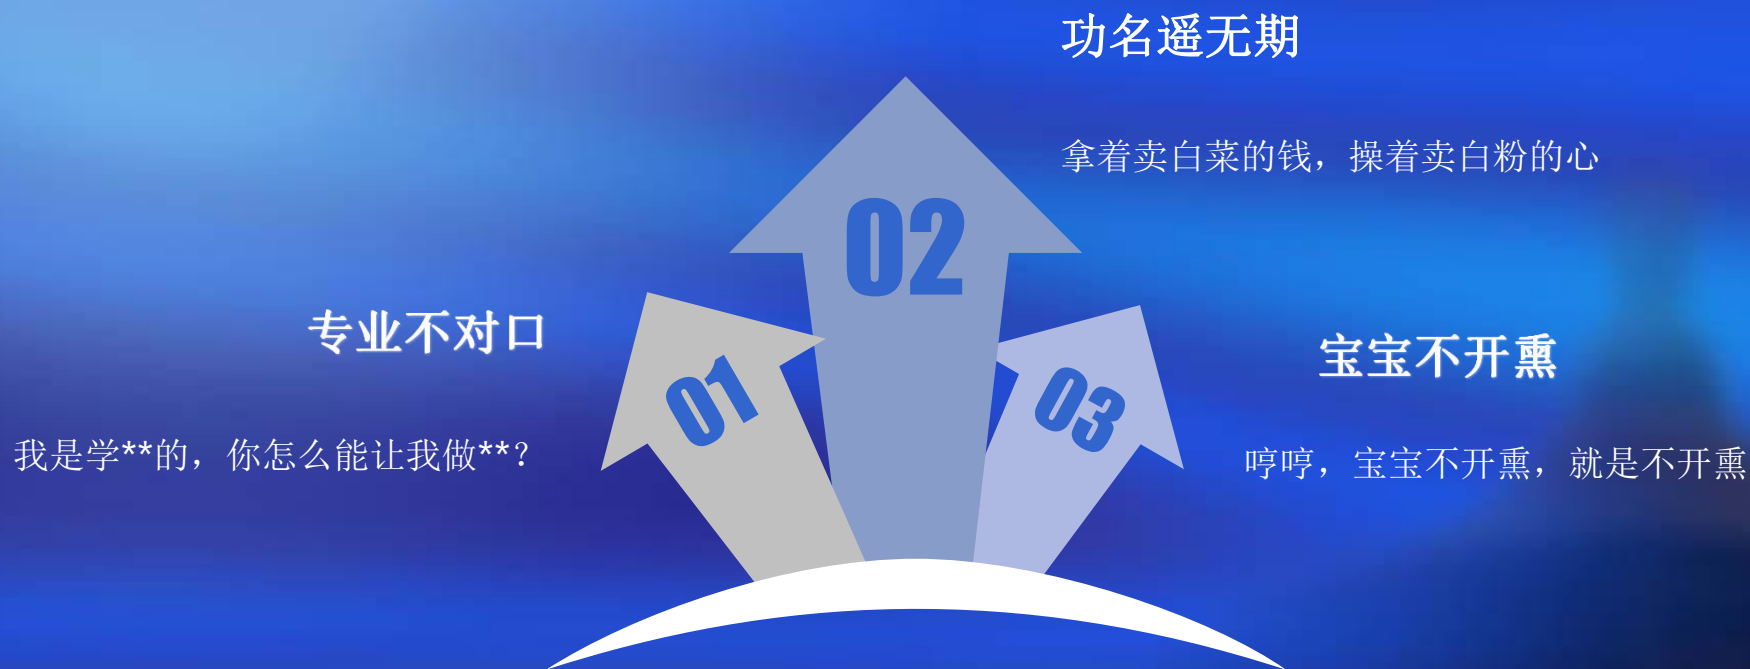 功名遥无期
拿着卖白菜的钱，操着卖白粉的心
02
专业不对口
01
我是学**的，你怎么能让我做**？
宝宝不开熏
03
哼哼，宝宝不开熏，就是不开熏